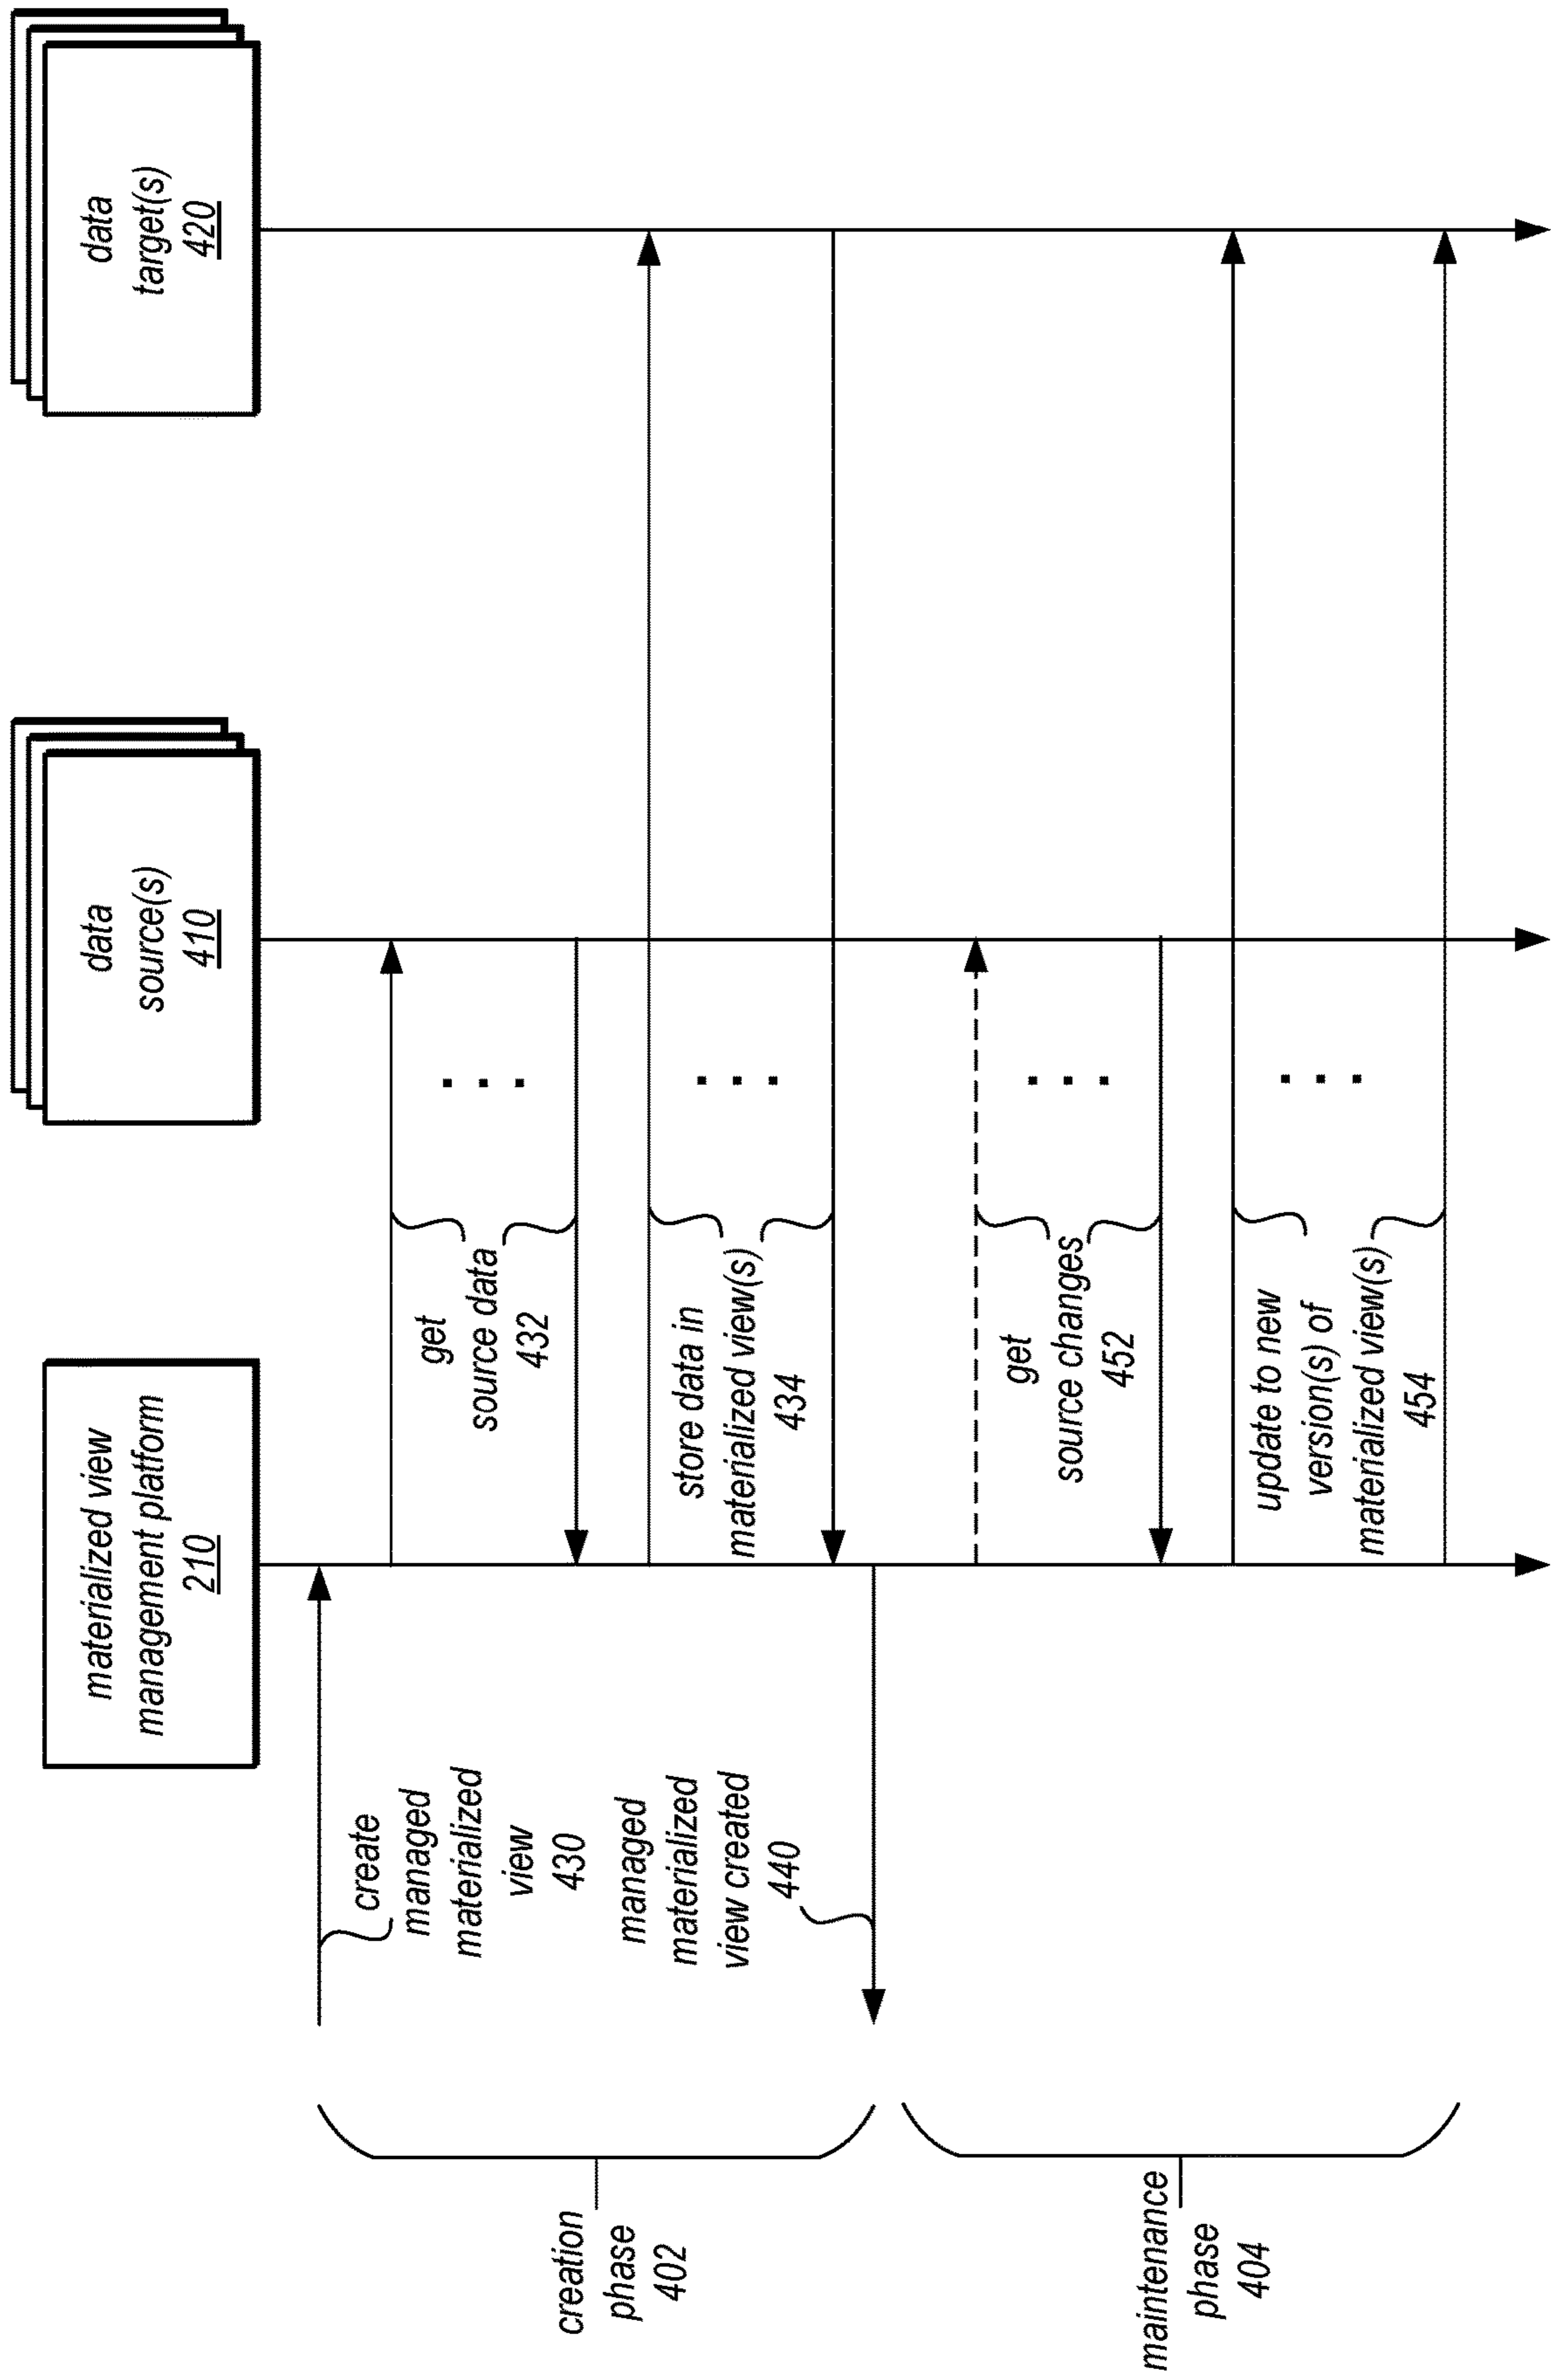 materialized view
management platform
210
data
source(s)
410
data
target(s)
420
creation
phase
402
create
managed
materialized
view
430
get
source data
432
store data in
materialized view(s)
434
managed
materialized
view created
440
maintenance
phase
404
get
source changes
452
update to new
version(s) of
materialized view(s)
454